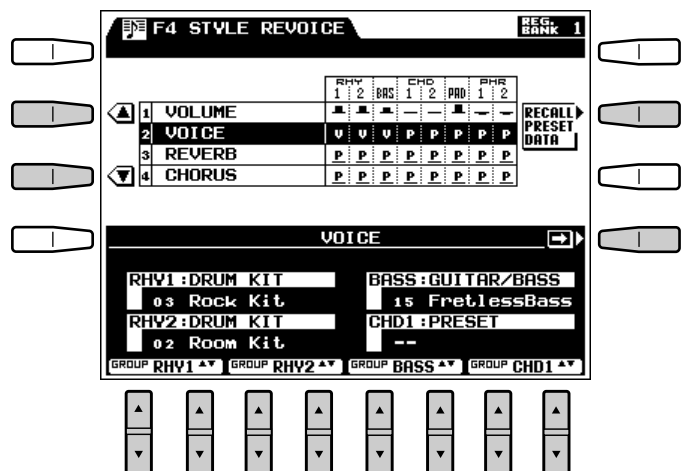 F4 STYLE REVOICE
REG. BANK 1
RHY CHD PHR
1 2 BAS 1 2 PAD 1 2
1 VOLUME
2 VOICE V V V P P P P P
3 REVERB P P P P P P P P
4 CHORUS P P P P P P P P
RECALL
PRESET
DATA
VOICE
RHY1:DRUM KIT
03 Rock Kit
BASS:GUITAR/BASS
15 FretlessBass
RHY2:DRUM KIT
02 Room Kit
CHD1:PRESET
--
GROUP RHY1 ▲▼ GROUP RHY2 ▲▼ GROUP BASS ▲▼ GROUP CHD1 ▲▼